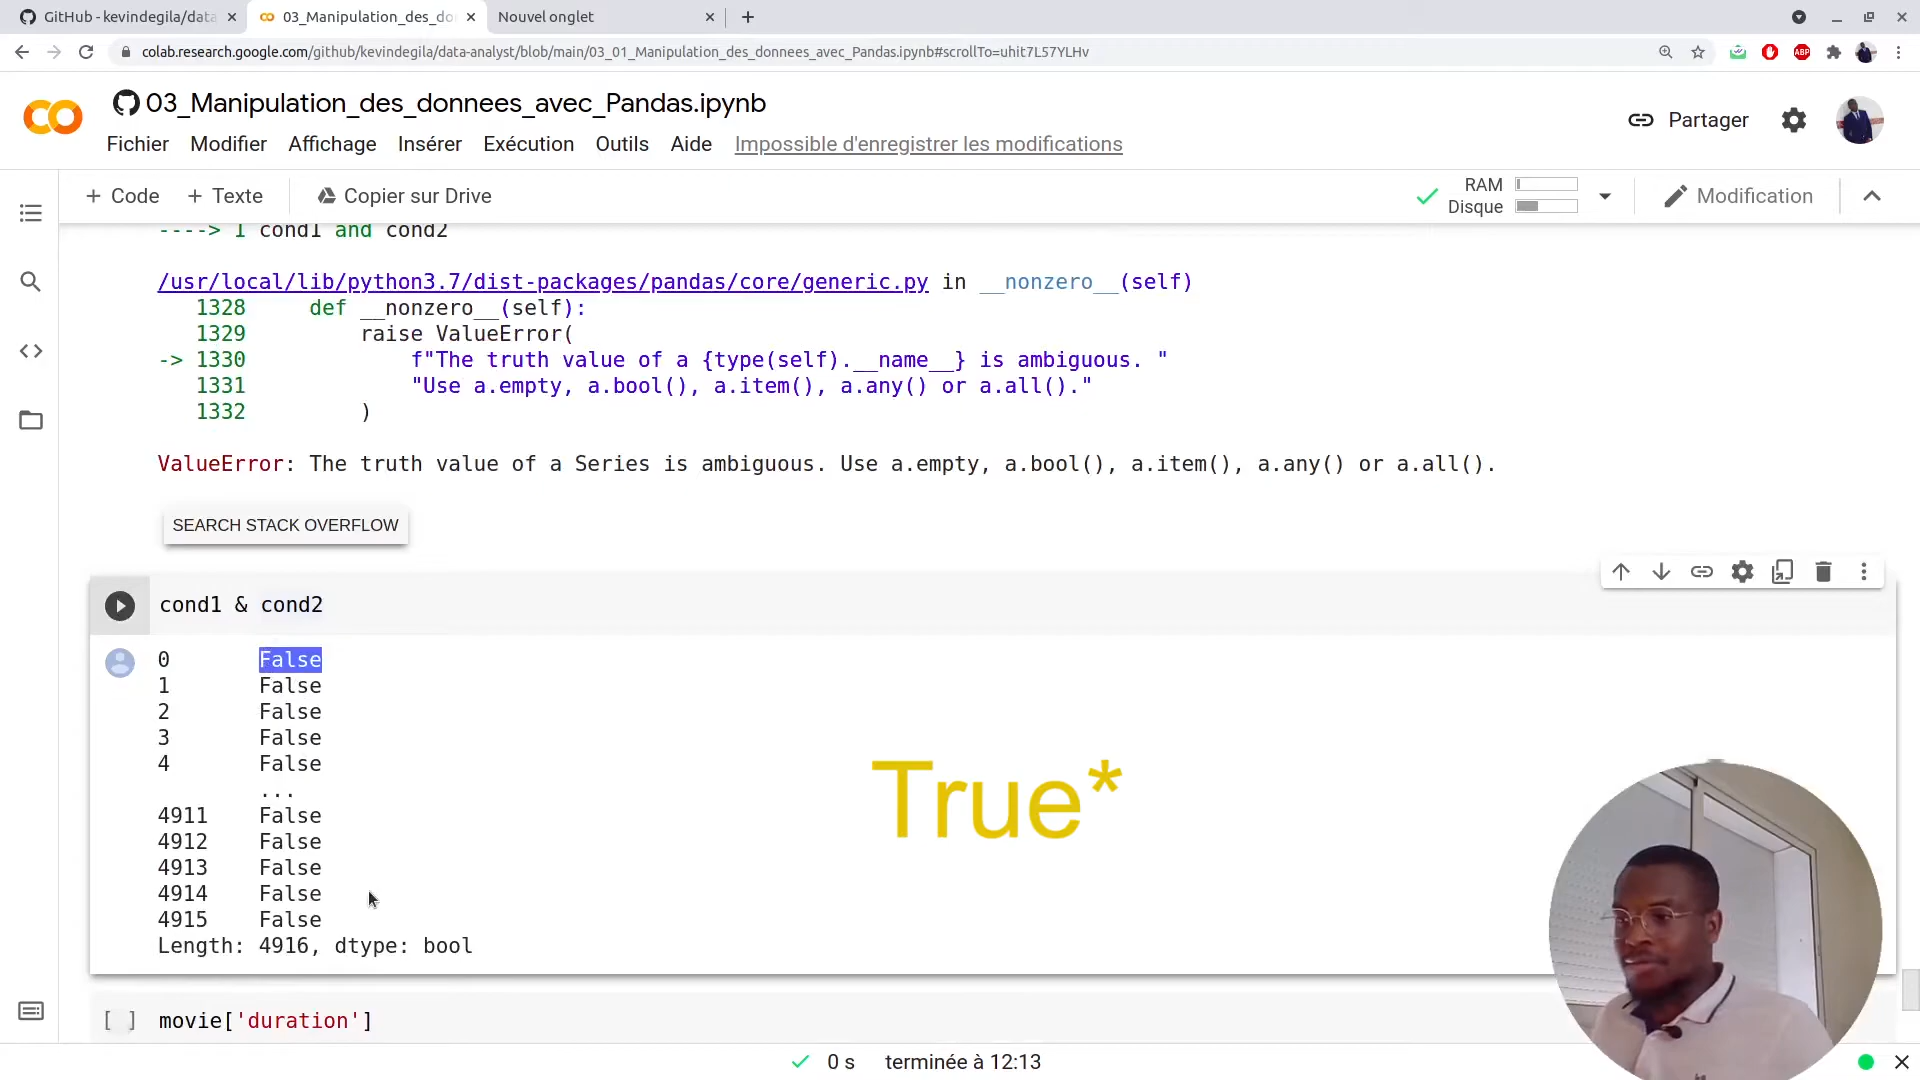 GitHub - kevindegila/data
03_Manipulation_des_do
Nouvel onglet
colab.research.google.com/github/kevindegila/data-analyst/blob/main/03_01_Manipulation_des_donnees_avec_Pandas.ipynb#scrollTo=uhit7L57YLHv
ABP
03_Manipulation_des_donnees_avec_Pandas.ipynb
Partager
Fichier Modifier Affichage Insérer Exécution Outils Aide Impossible d'enregistrer les modifications
+ Code + Texte Copier sur Drive
RAM
Disque
Modification
----> 1 cond1 and cond2
/usr/local/lib/python3.7/dist-packages/pandas/core/generic.py in __nonzero__(self)
1328 def __nonzero__(self):
1329 raise ValueError(
-> 1330 f"The truth value of a {type(self).__name__} is ambiguous. "
1331 "Use a.empty, a.bool(), a.item(), a.any() or a.all()."
1332 )
ValueError: The truth value of a Series is ambiguous. Use a.empty, a.bool(), a.item(), a.any() or a.all().
SEARCH STACK OVERFLOW
cond1 & cond2
0 False
1 False
2 False
3 False
4 False
...
4911 False
4912 False
4913 False
4914 False
4915 False
Length: 4916, dtype: bool
True*
[ ] movie['duration']
0 s terminée à 12:13